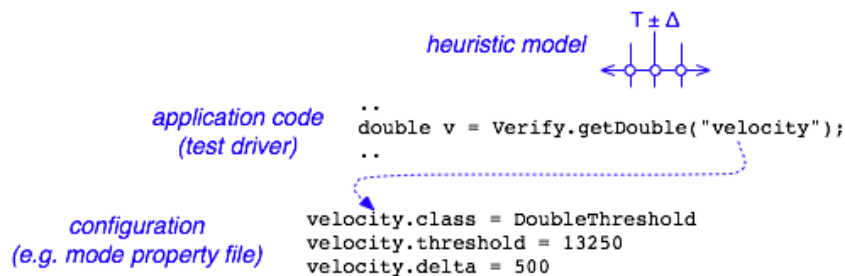 T ± Δ
heuristic model
..
application code
double v = Verify.getDouble("velocity");
(test driver)
..
configuration
velocity.class = DoubleThreshold
(e.g. mode property file)
velocity.threshold = 13250
velocity.delta = 500